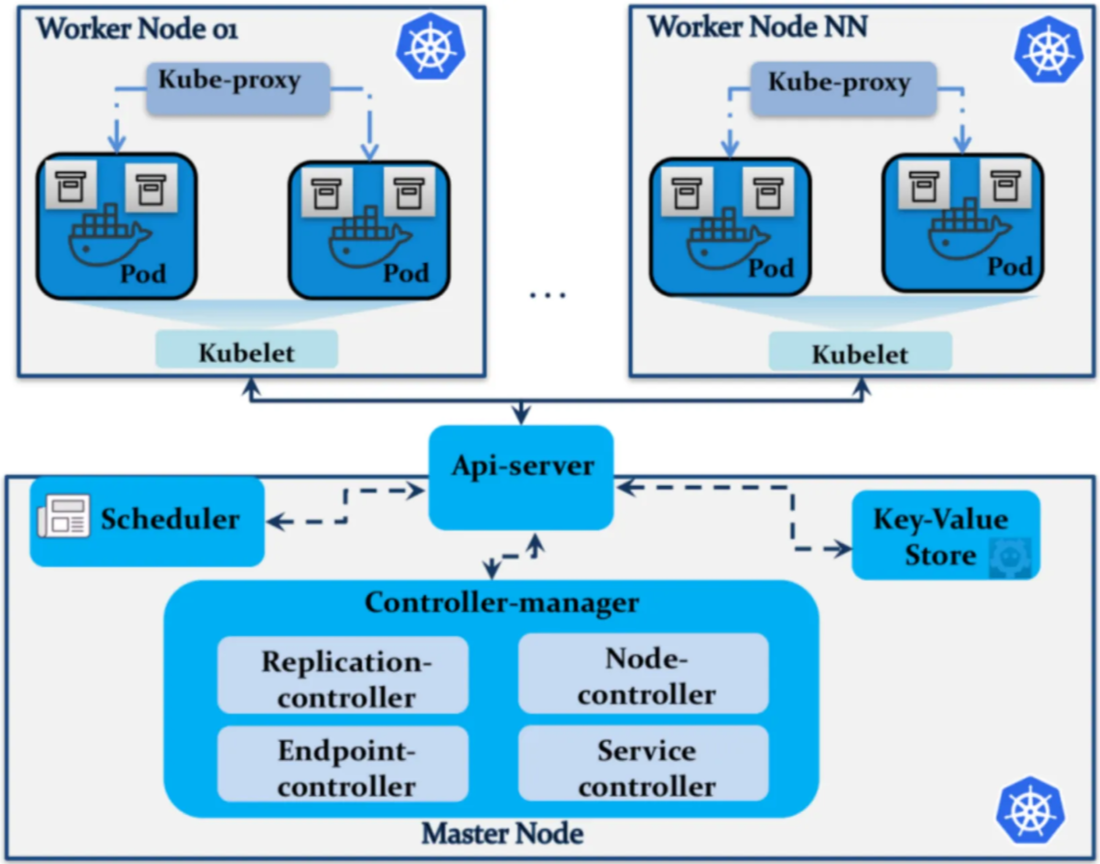 Worker Node 01
Kube-proxy
Pod
Pod
Kubelet
...
Worker Node NN
Kube-proxy
Pod
Pod
Kubelet
Api-server
Scheduler
Key-Value
Store
Controller-manager
Replication-
controller
Node-
controller
Endpoint-
controller
Service
controller
Master Node